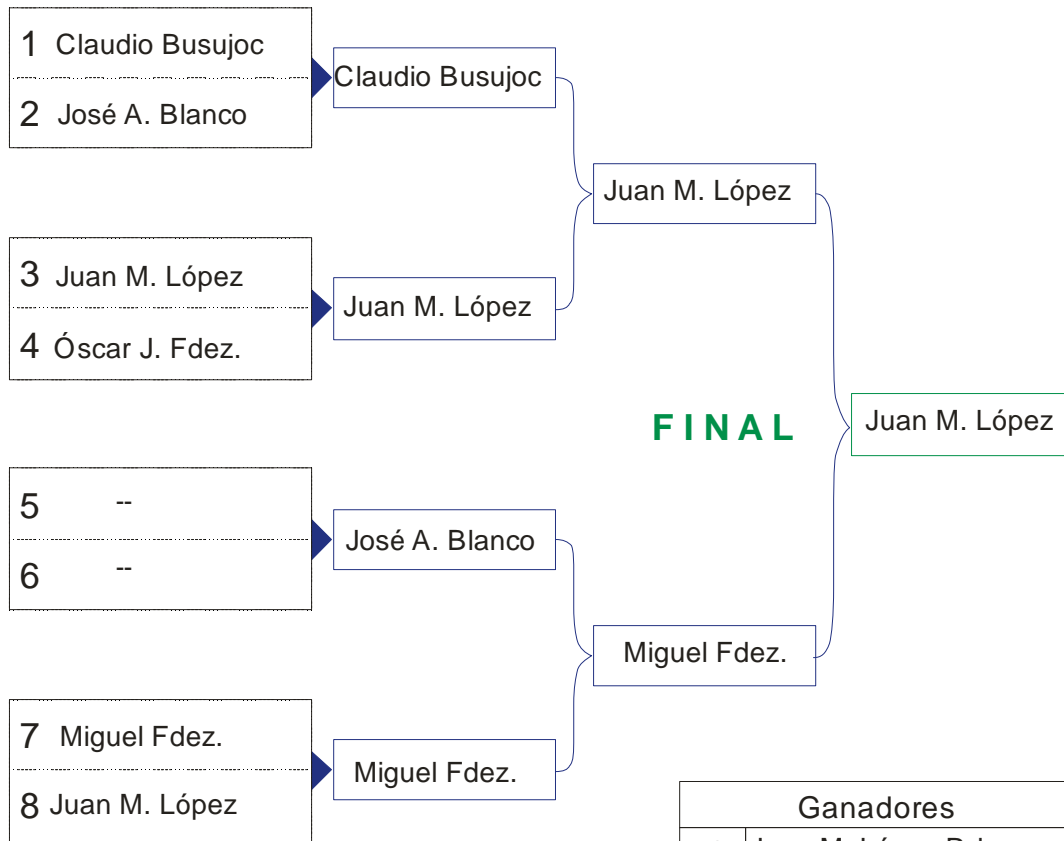 1 Claudio Busujoc
2 José A. Blanco
Claudio Busujoc
Juan M. López
3 Juan M. López
4 Óscar J. Fdez.
Juan M. López
FINAL
Juan M. López
5 --
6 --
José A. Blanco
Miguel Fdez.
7 Miguel Fdez.
8 Juan M. López
Miguel Fdez.
Ganadores